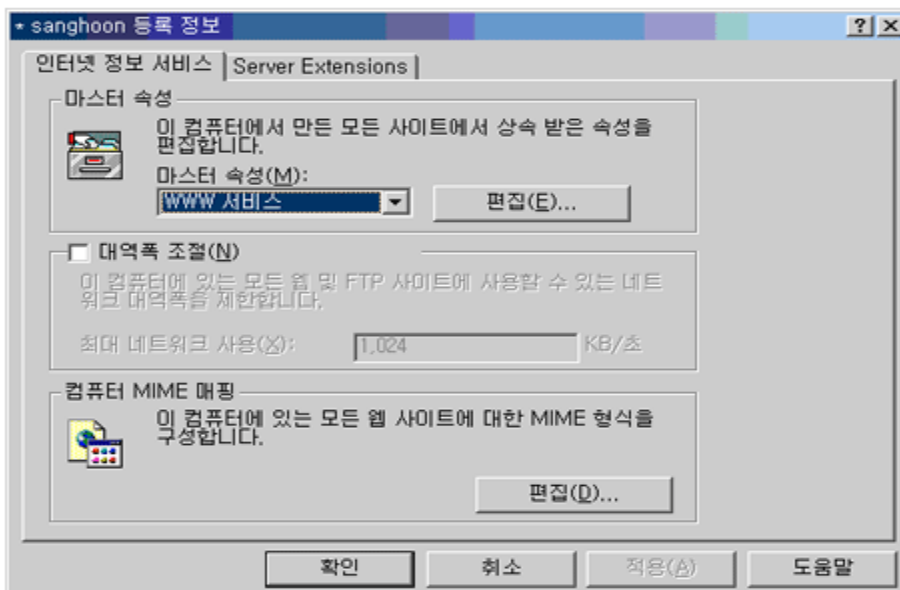 * sanghoon 등록 정보
인터넷 정보 서비스
Server Extensions
마스터 속성
이 컴퓨터에서 만든 모든 사이트에서 상속 받은 속성을
편집합니다.
마스터 속성(M):
WWW 서비스
편집(E)...
대역폭 조절(N)
이 컴퓨터에 있는 모든 웹 및 FTP 사이트에 사용할 수 있는 네트
워크 대역폭을 제한합니다.
최대 네트워크 사용(X):
1,024
KB/초
컴퓨터 MIME 매핑
이 컴퓨터에 있는 모든 웹 사이트에 대한 MIME 형식을
구성합니다.
편집(D)...
확인
취소
적용(A)
도움말